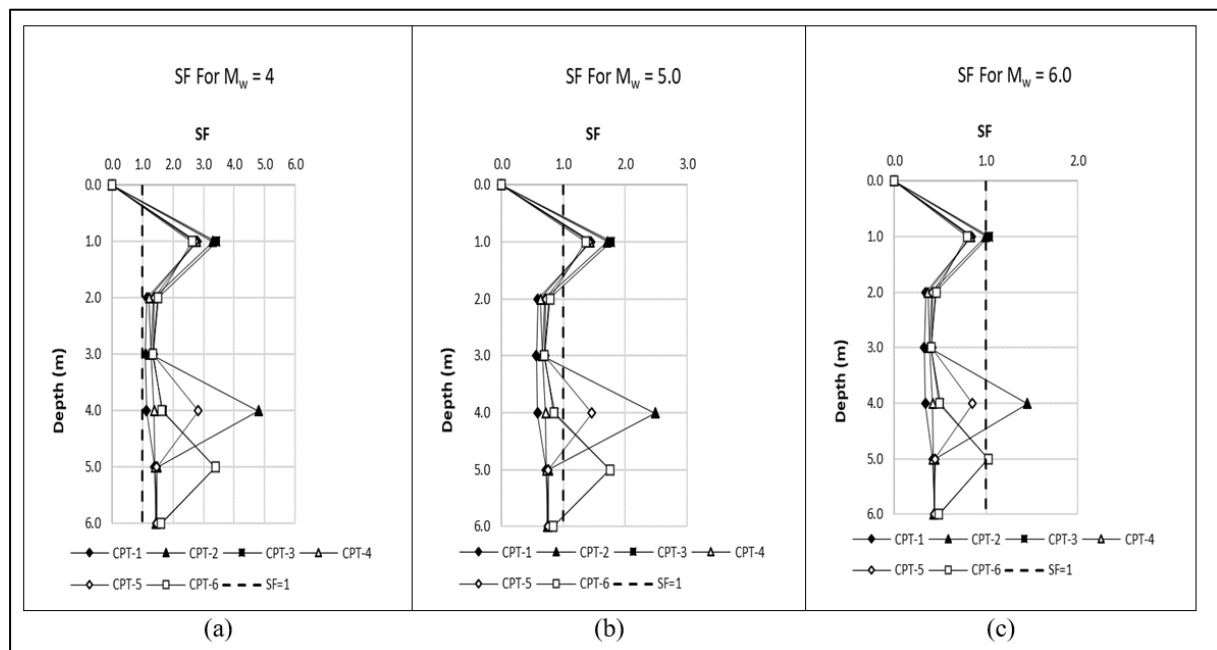 SF For Mw = 4
SF
0.0 1.0 2.0 3.0 4.0 5.0 6.0
0.0
1.0
2.0
3.0
4.0
5.0
6.0
Depth (m)
CPT-1 CPT-2 CPT-3 CPT-4
CPT-5 CPT-6 SF=1
(a)
SF For Mw = 5.0
SF
0.0 1.0 2.0 3.0
0.0
1.0
2.0
3.0
4.0
5.0
6.0
Depth (m)
CPT-1 CPT-2 CPT-3 CPT-4
CPT-5 CPT-6 SF=1
(b)
SF For Mw = 6.0
SF
0.0 1.0 2.0
0.0
1.0
2.0
3.0
4.0
5.0
6.0
Depth (m)
CPT-1 CPT-2 CPT-3 CPT-4
CPT-5 CPT-6 SF=1
(c)